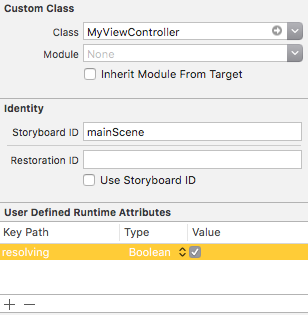 Custom Class
Class MyViewController
Module None
Inherit Module From Target
Identity
Storyboard ID mainScene
Restoration ID
Use Storyboard ID
User Defined Runtime Attributes
Key Path Type Value
resolving Boolean